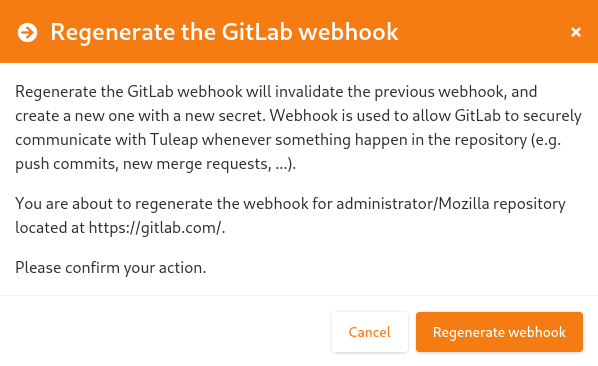 Regenerate the GitLab webhook
×
Regenerate the GitLab webhook will invalidate the previous webhook, and
create a new one with a new secret. Webhook is used to allow GitLab to securely
communicate with Tuleap whenever something happen in the repository (e.g.
push commits, new merge requests, ...).
You are about to regenerate the webhook for administrator/Mozilla repository
located at https://gitlab.com/.
Please confirm your action.
Cancel
Regenerate webhook